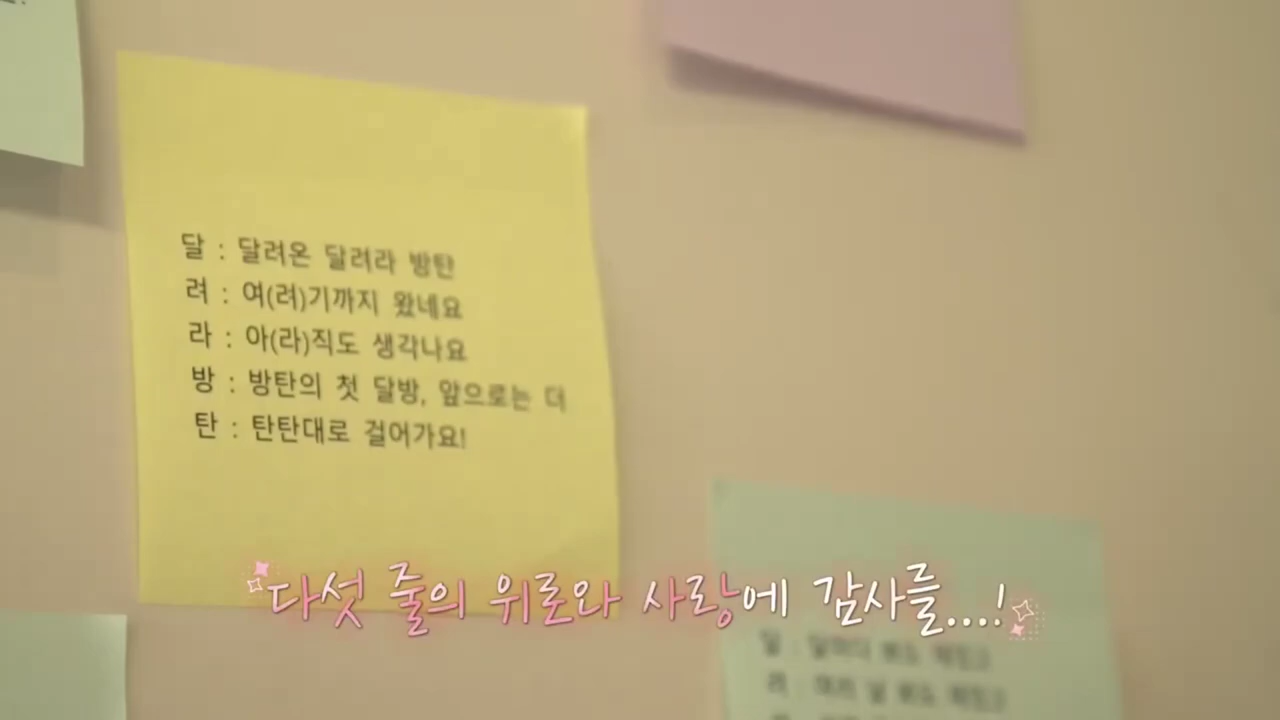 달 : 달려온 달려라 방탄
려 : 여(려)기까지 왔네요
라 : 아(라)직도 생각나요
방 : 방탄의 첫 달방, 앞으로는 더
탄 : 탄탄대로 걸어가요!
다섯 줄의 위로와 사랑에 감사를...!